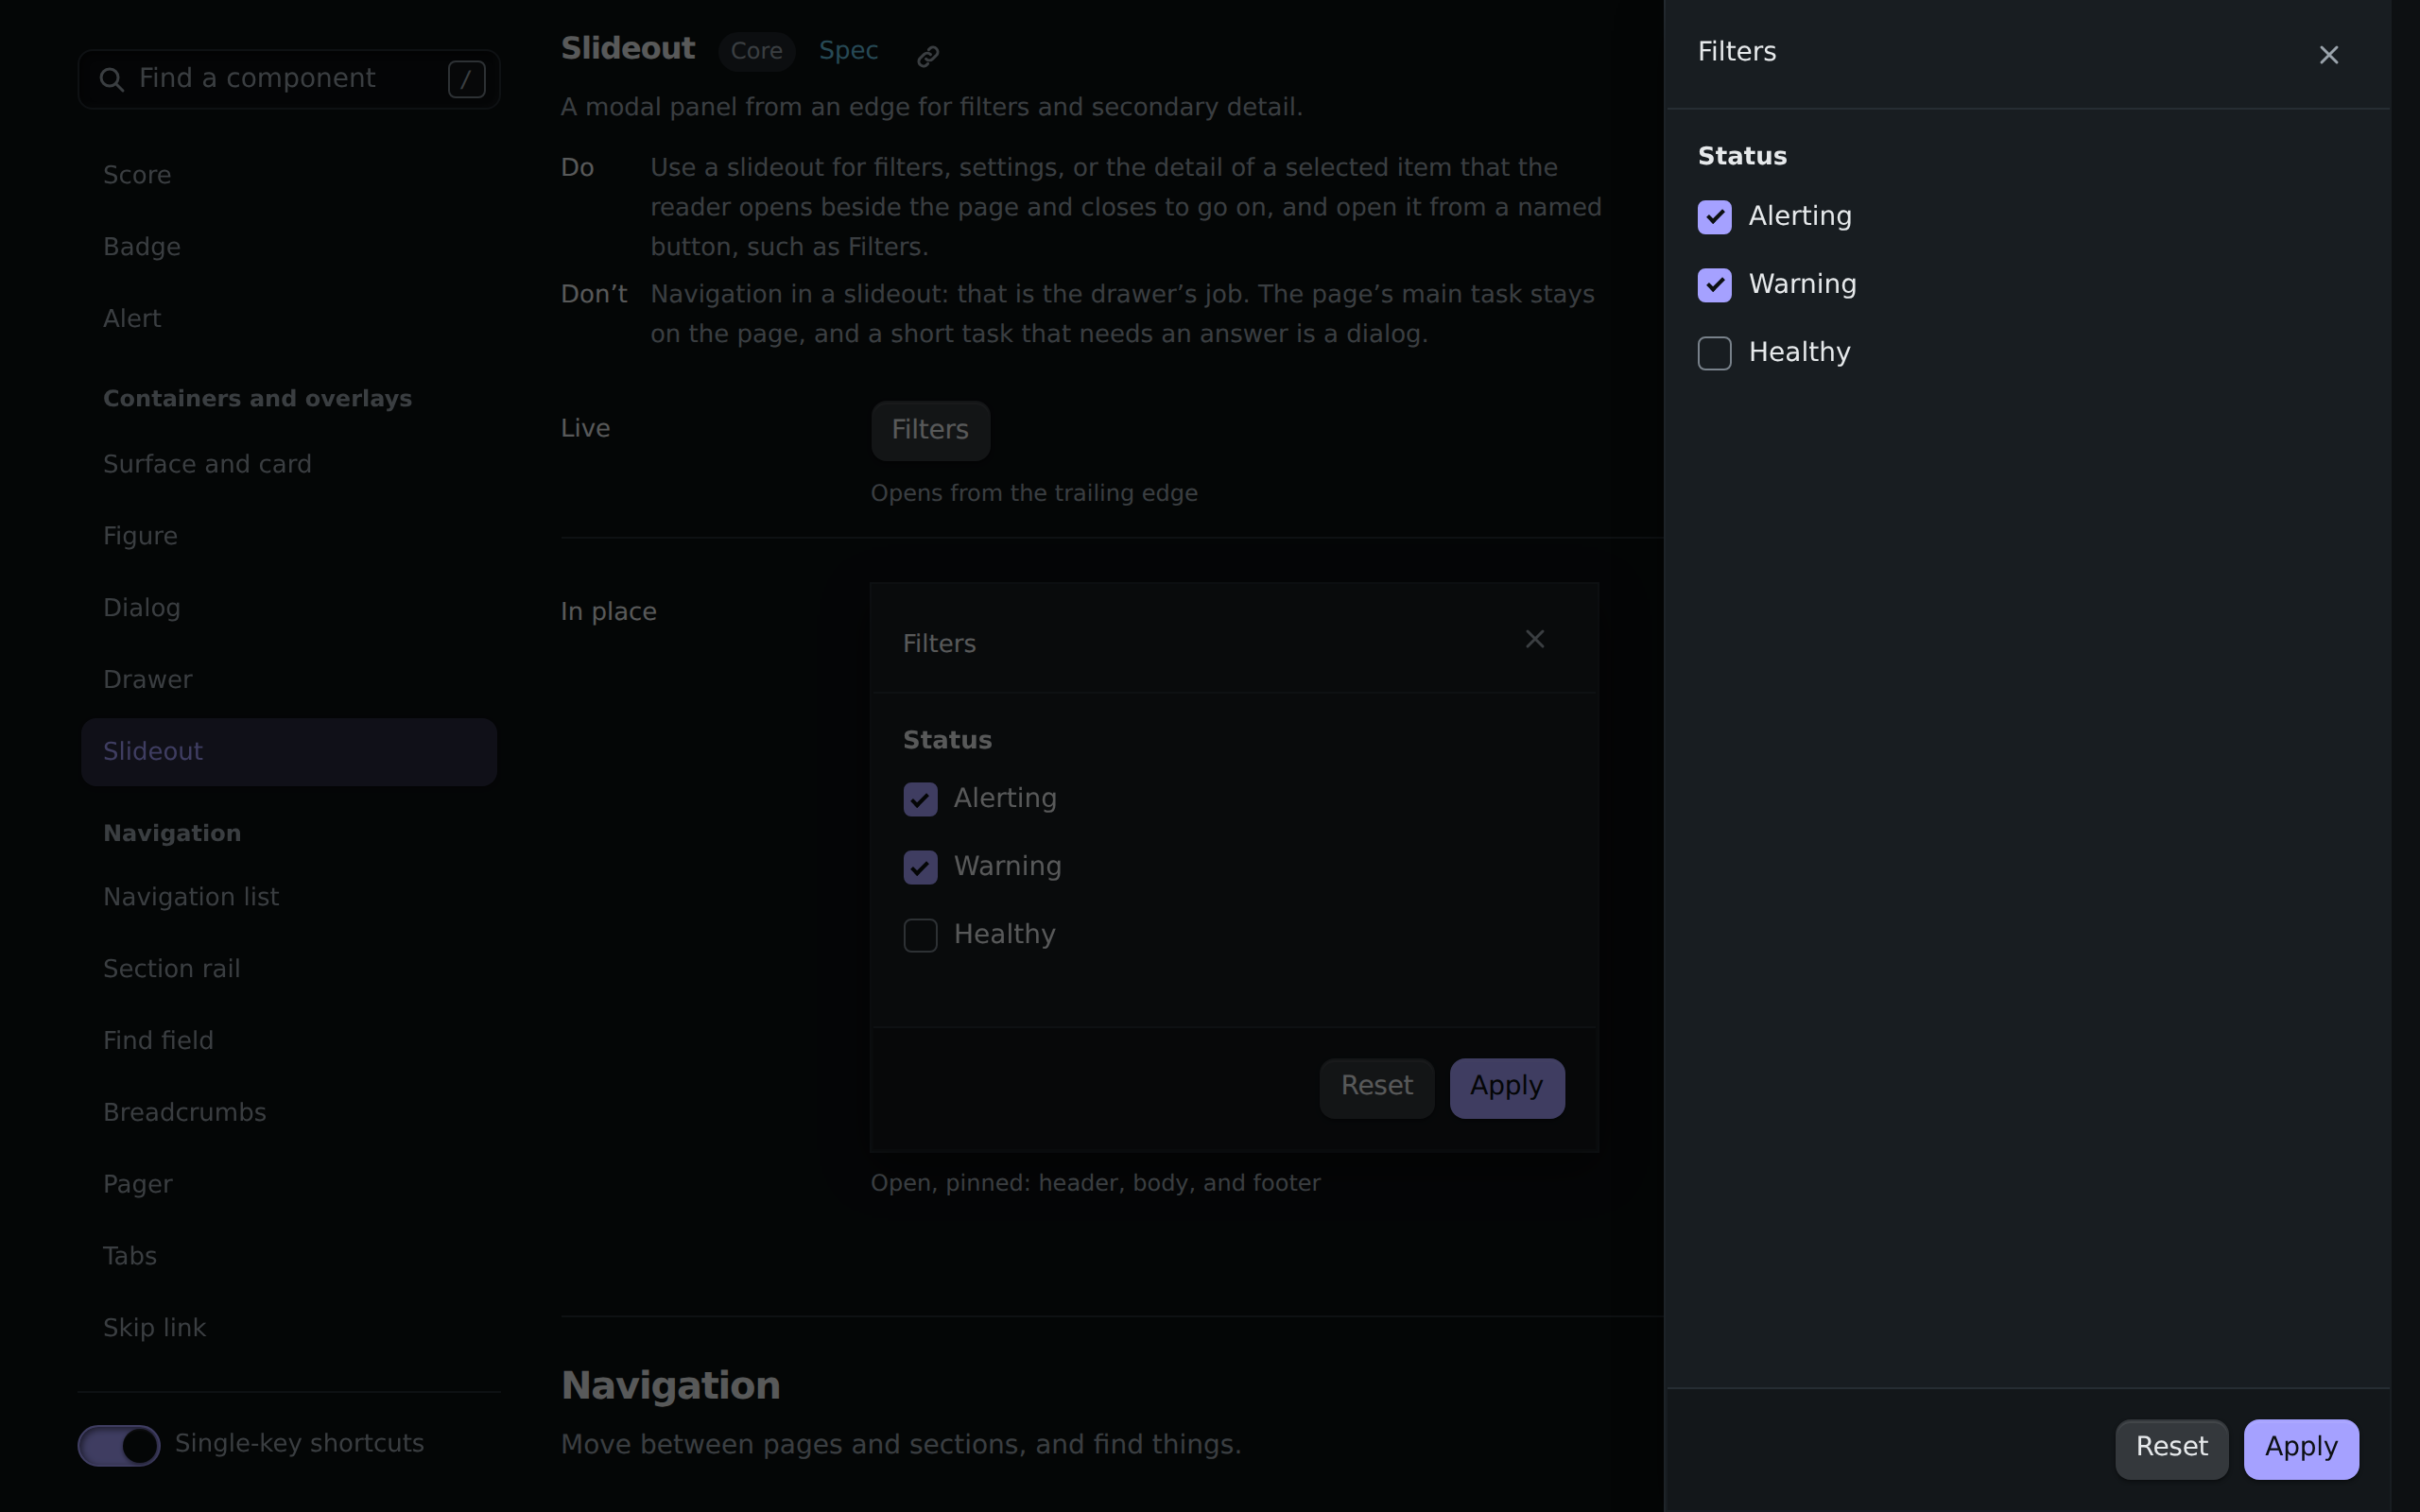 Find a component
/
Score
Badge
Alert
Containers and overlays
Surface and card
Figure
Dialog
Drawer
Slideout
Navigation
Navigation list
Section rail
Find field
Breadcrumbs
Pager
Tabs
Skip link
Single-key shortcuts
Slideout Core Spec
A modal panel from an edge for filters and secondary detail.
Do Use a slideout for filters, settings, or the detail of a selected item that the
reader opens beside the page and closes to go on, and open it from a named
button, such as Filters.
Don’t Navigation in a slideout: that is the drawer’s job. The page’s main task stays
on the page, and a short task that needs an answer is a dialog.
Live
Filters
Opens from the trailing edge
In place
Filters
Status
Alerting
Warning
Healthy
Reset Apply
Open, pinned: header, body, and footer
Navigation
Move between pages and sections, and find things.
Filters
Status
Alerting
Warning
Healthy
Reset Apply